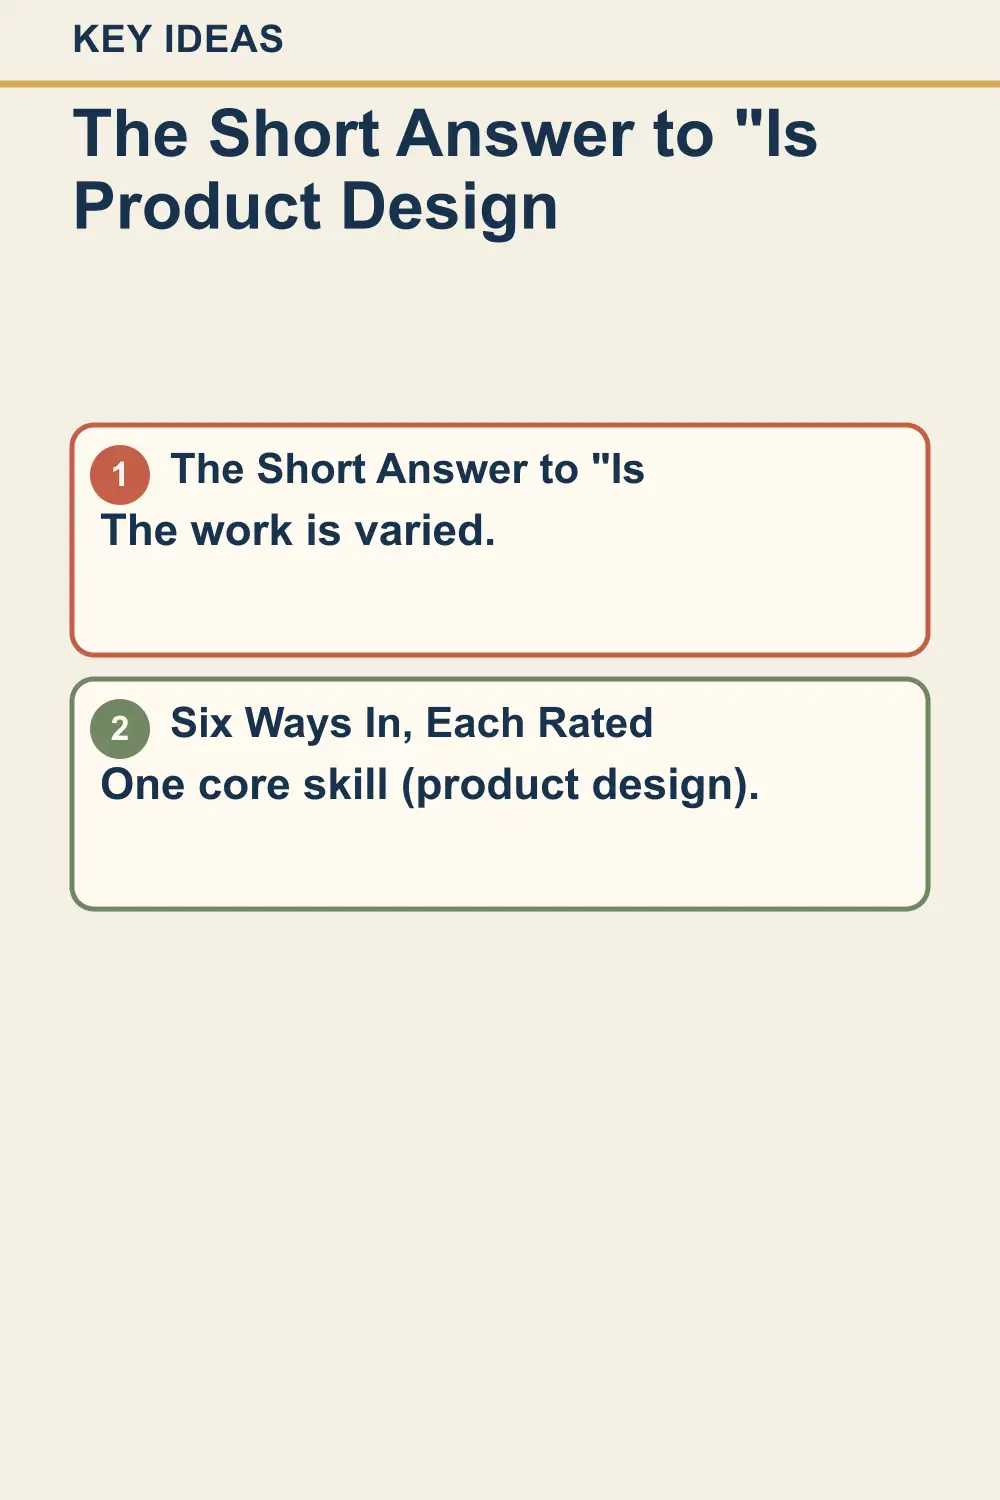 KEY IDEAS
The Short Answer to "Is
Product Design
1 The Short Answer to "Is
The work is varied.
2 Six Ways In, Each Rated
One core skill (product design).